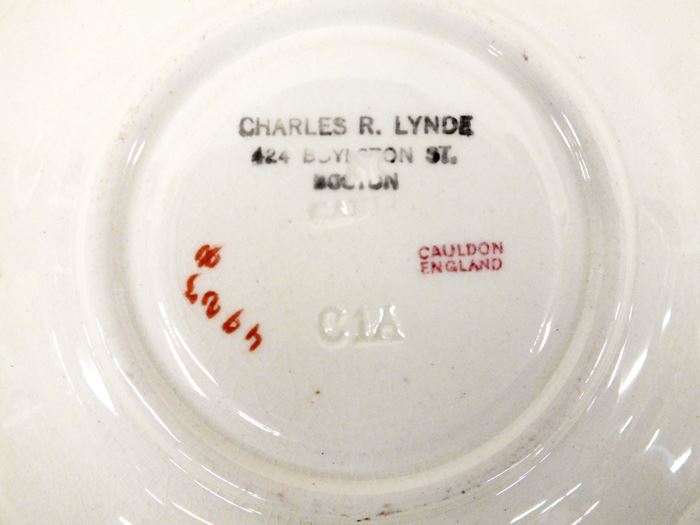 CHARLES R. LYNDE
424 BOYLSTON ST.
BOSTON
CAULDON
ENGLAND
C1A